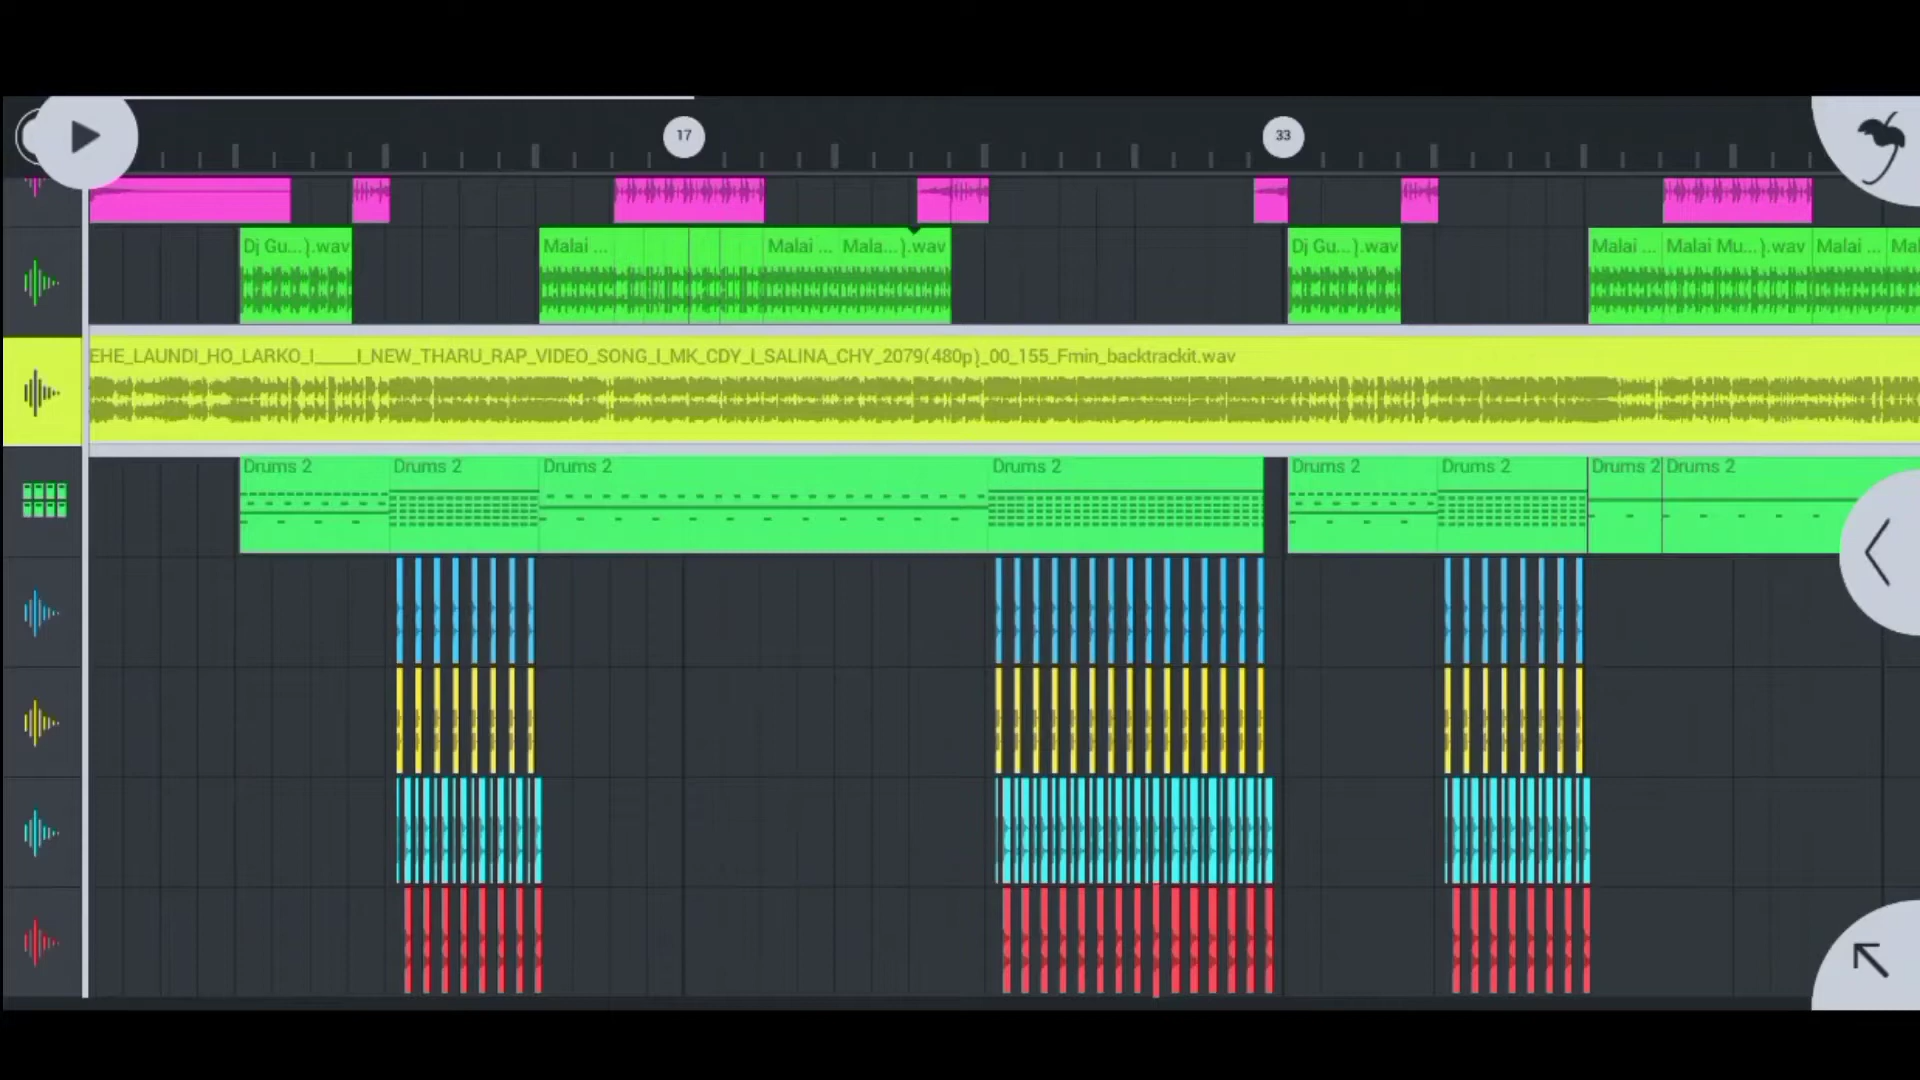 17 33
Dj Gu...).wav Malai ... Malai ... Mala...).wav Dj Gu...).wav Malai ... Malai Mu...).wav Malai ... Mal
EHE_LAUNDI_HO_LARKO_I____I_NEW_THARU_RAP_VIDEO_SONG_I_MK_CDY_I_SALINA_CHY_2079(480p)_00_155_Fmin_backtrackit.wav
Drums 2 Drums 2 Drums 2 Drums 2 Drums 2 Drums 2 Drums 2 Drums 2